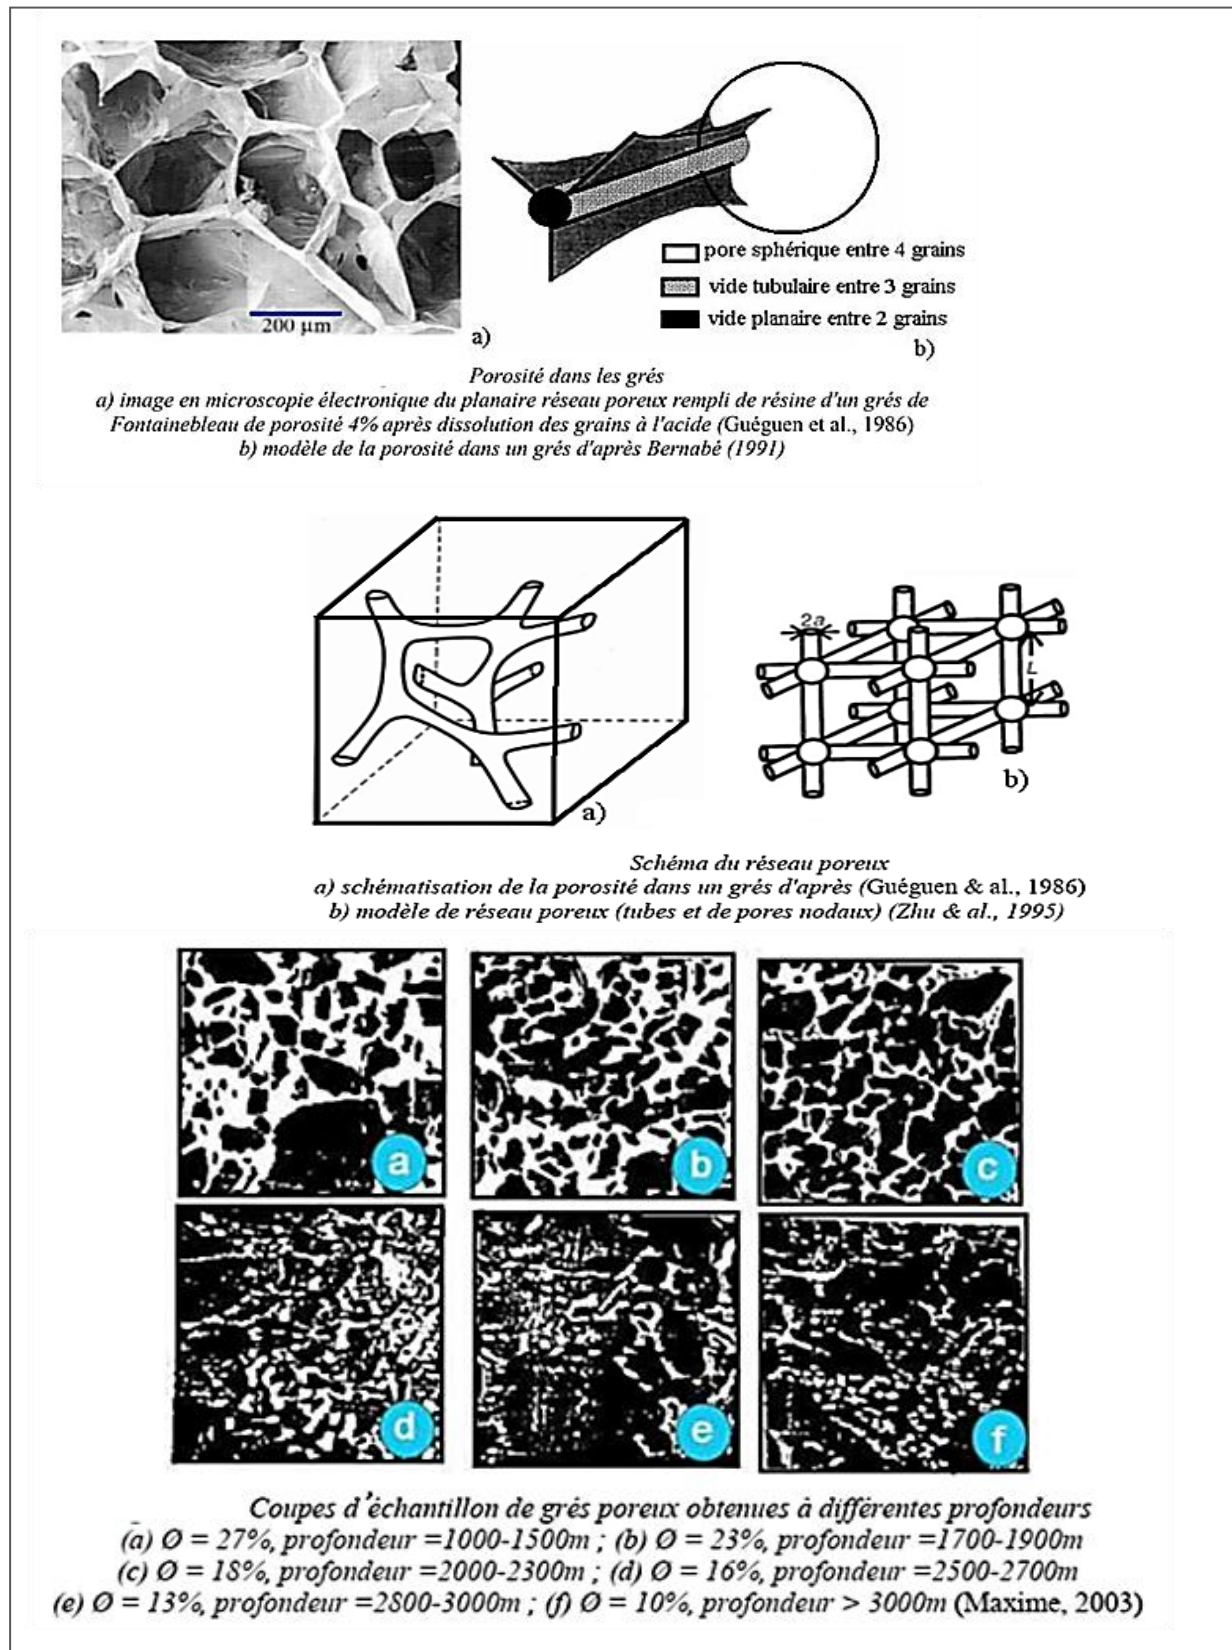 200 µm
a)
pore sphérique entre 4 grains
vide tubulaire entre 3 grains
vide planaire entre 2 grains
b)
Porosité dans les grés
a) image en microscopie électronique du planaire réseau poreux rempli de résine d'un grés de
Fontainebleau de porosité 4% après dissolution des grains à l'acide (Guéguen et al., 1986)
b) modèle de la porosité dans un grés d'après Bernabé (1991)
2a
L
a)
b)
Schéma du réseau poreux
a) schématisation de la porosité dans un grés d'après (Guéguen & al., 1986)
b) modèle de réseau poreux (tubes et de pores nodaux) (Zhu & al., 1995)
a
b
c
d
e
f
Coupes d'échantillon de grés poreux obtenues à différentes profondeurs
(a) Ø = 27%, profondeur =1000-1500m ; (b) Ø = 23%, profondeur =1700-1900m
(c) Ø = 18%, profondeur =2000-2300m ; (d) Ø = 16%, profondeur =2500-2700m
(e) Ø = 13%, profondeur =2800-3000m ; (f) Ø = 10%, profondeur > 3000m (Maxime, 2003)